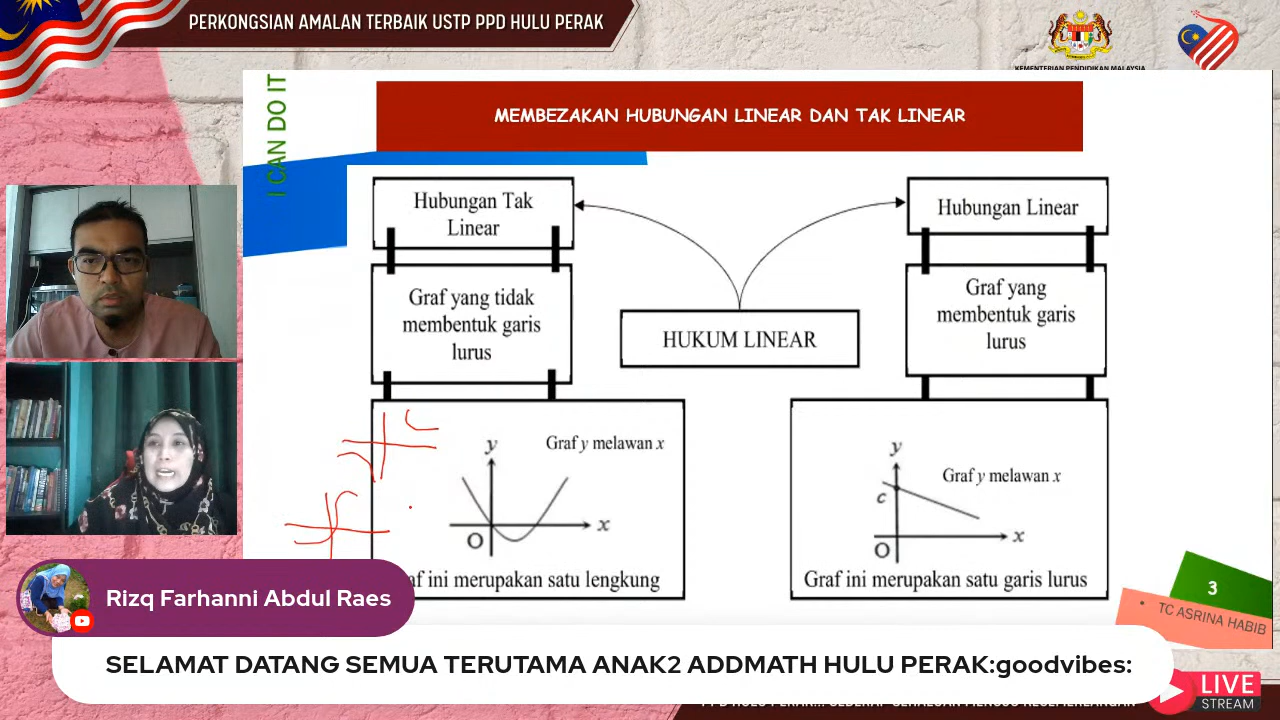 PERKONGSIAN AMALAN TERBAIK USTP PPD HULU PERAK
KEMENTERIAN PENDIDIKAN MALAYSIA
I CAN DO IT
MEMBEZAKAN HUBUNGAN LINEAR DAN TAK LINEAR
Hubungan Tak
Linear
Hubungan Linear
Graf yang tidak
membentuk garis
lurus
HUKUM LINEAR
Graf yang
membentuk garis
lurus
y
Graf y melawan x
x
O
ini merupakan satu lengkung
y
Graf y melawan x
c
x
O
Graf ini merupakan satu garis lurus
3
• TC ASRINA HABIB
Rizq Farhanni Abdul Raes
SELAMAT DATANG SEMUA TERUTAMA ANAK2 ADDMATH HULU PERAK:goodvibes:
LIVE
STREAM